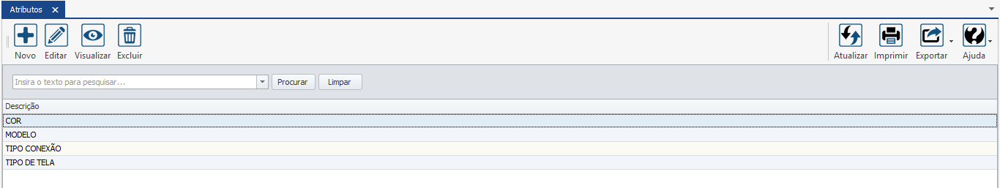 Atributos
Novo Editar Visualizar Excluir Atualizar Imprimir Exportar Ajuda
Insira o texto para pesquisar... Procurar Limpar
Descrição
COR
MODELO
TIPO CONEXÃO
TIPO DE TELA